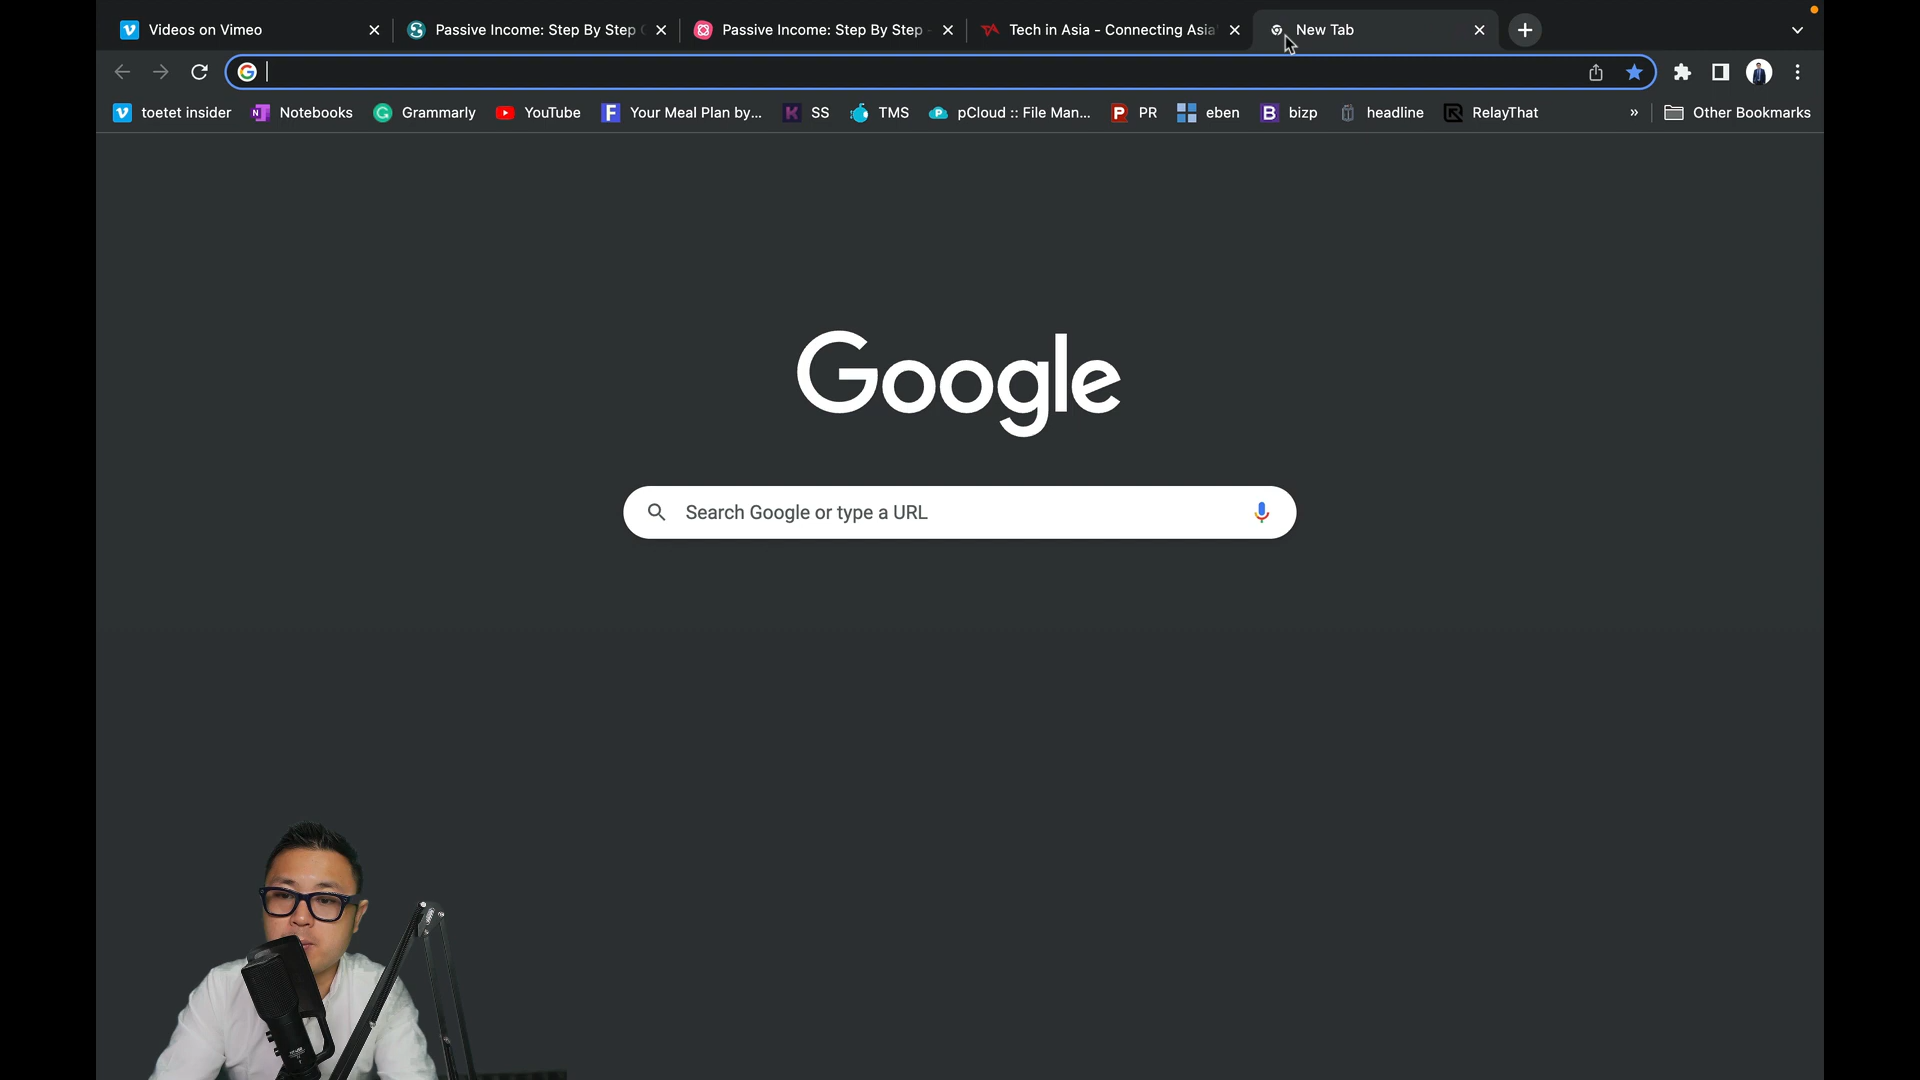 Videos on Vimeo
Passive Income: Step By Step
Passive Income: Step By Step
Tech in Asia - Connecting Asia'
New Tab
toetet insider
Notebooks
Grammarly
YouTube
Your Meal Plan by...
SS
TMS
pCloud :: File Man...
PR
eben
bizp
headline
RelayThat
»
Other Bookmarks
Google
Search Google or type a URL